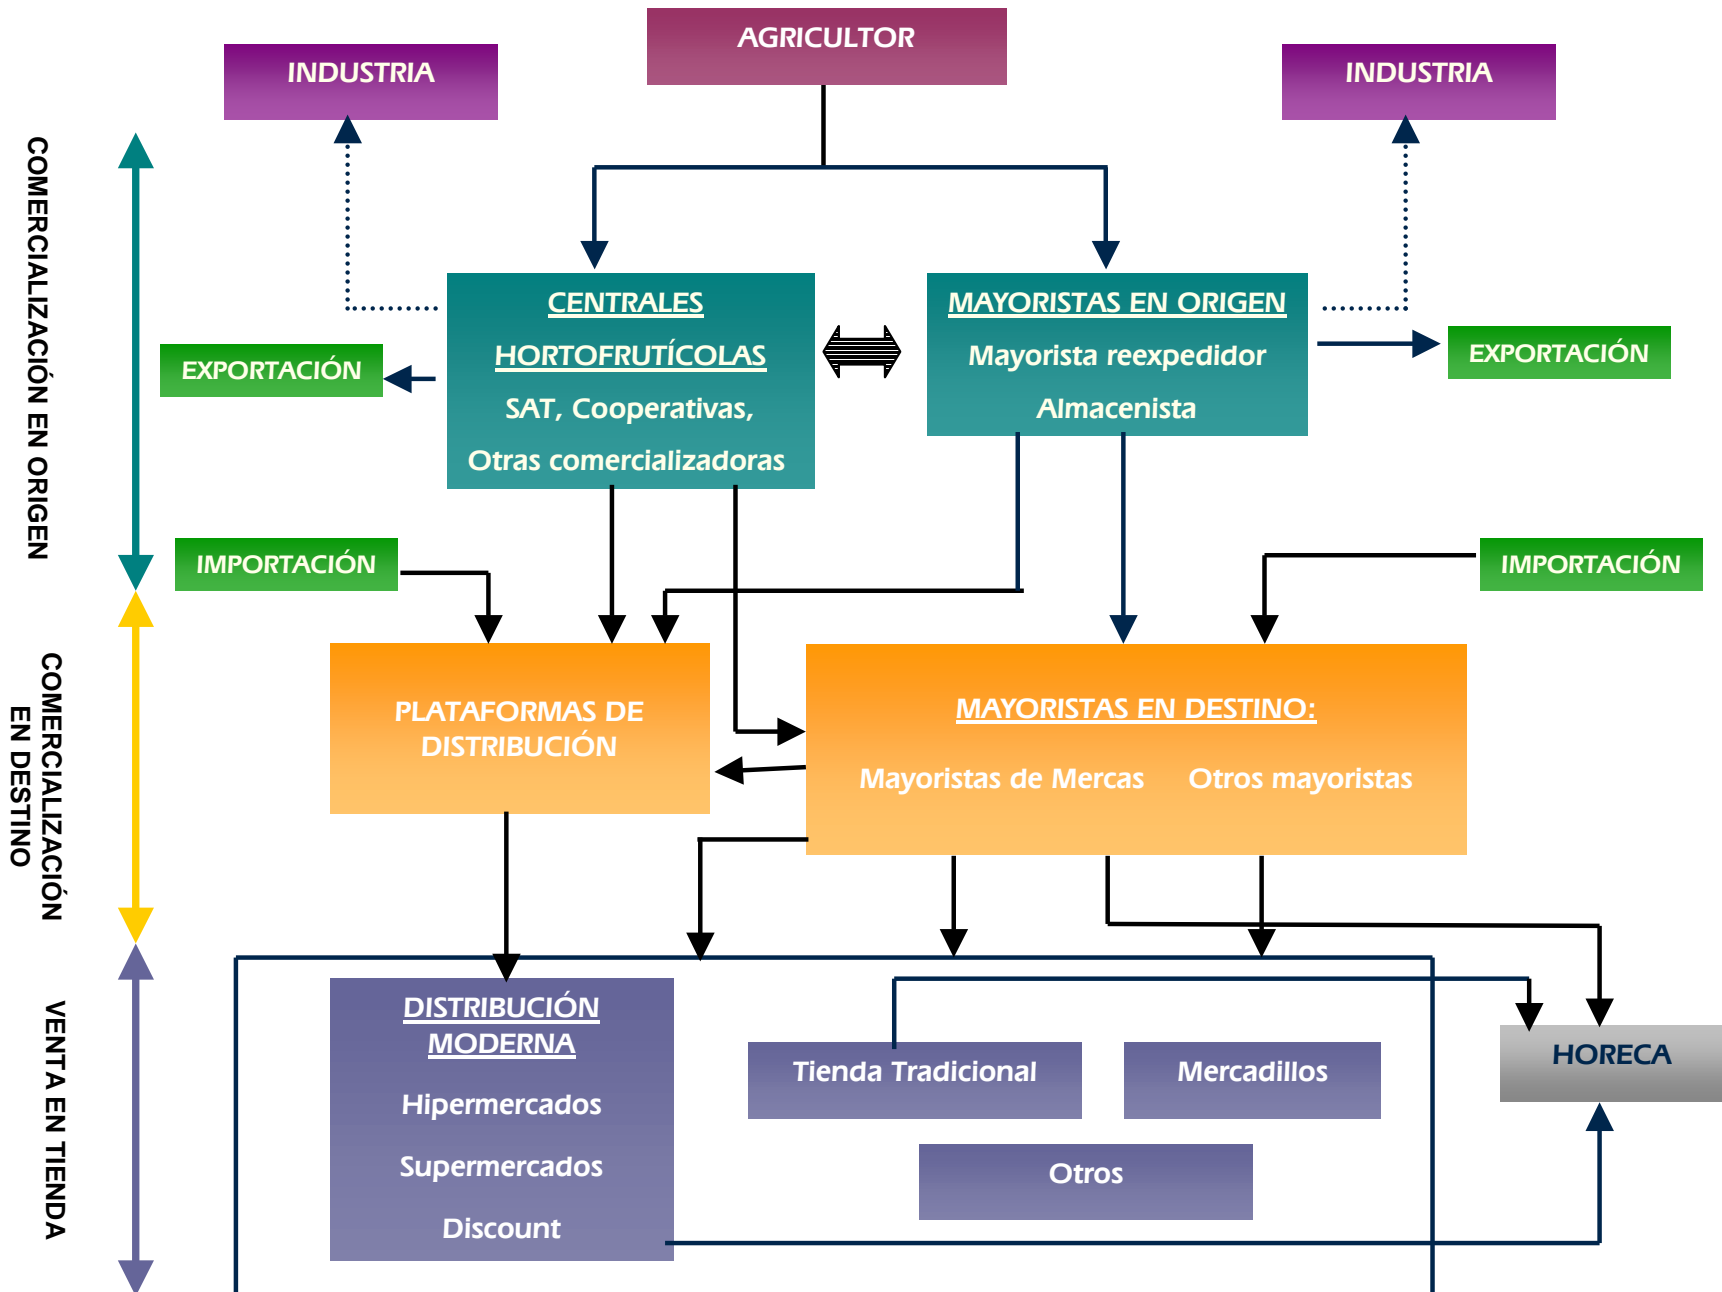 AGRICULTOR
INDUSTRIA
INDUSTRIA
COMERCIALIZACIÓN EN ORIGEN
CENTRALES
HORTOFRUTÍCOLAS
SAT, Cooperativas,
Otras comercializadoras
MAYORISTAS EN ORIGEN
Mayorista reexpedidor
Almacenista
EXPORTACIÓN
EXPORTACIÓN
IMPORTACIÓN
IMPORTACIÓN
COMERCIALIZACIÓN
EN DESTINO
PLATAFORMAS DE
DISTRIBUCIÓN
MAYORISTAS EN DESTINO:
Mayoristas de Mercas Otros mayoristas
VENTA EN TIENDA
DISTRIBUCIÓN
MODERNA
Hipermercados
Supermercados
Discount
Tienda Tradicional
Mercadillos
Otros
HORECA